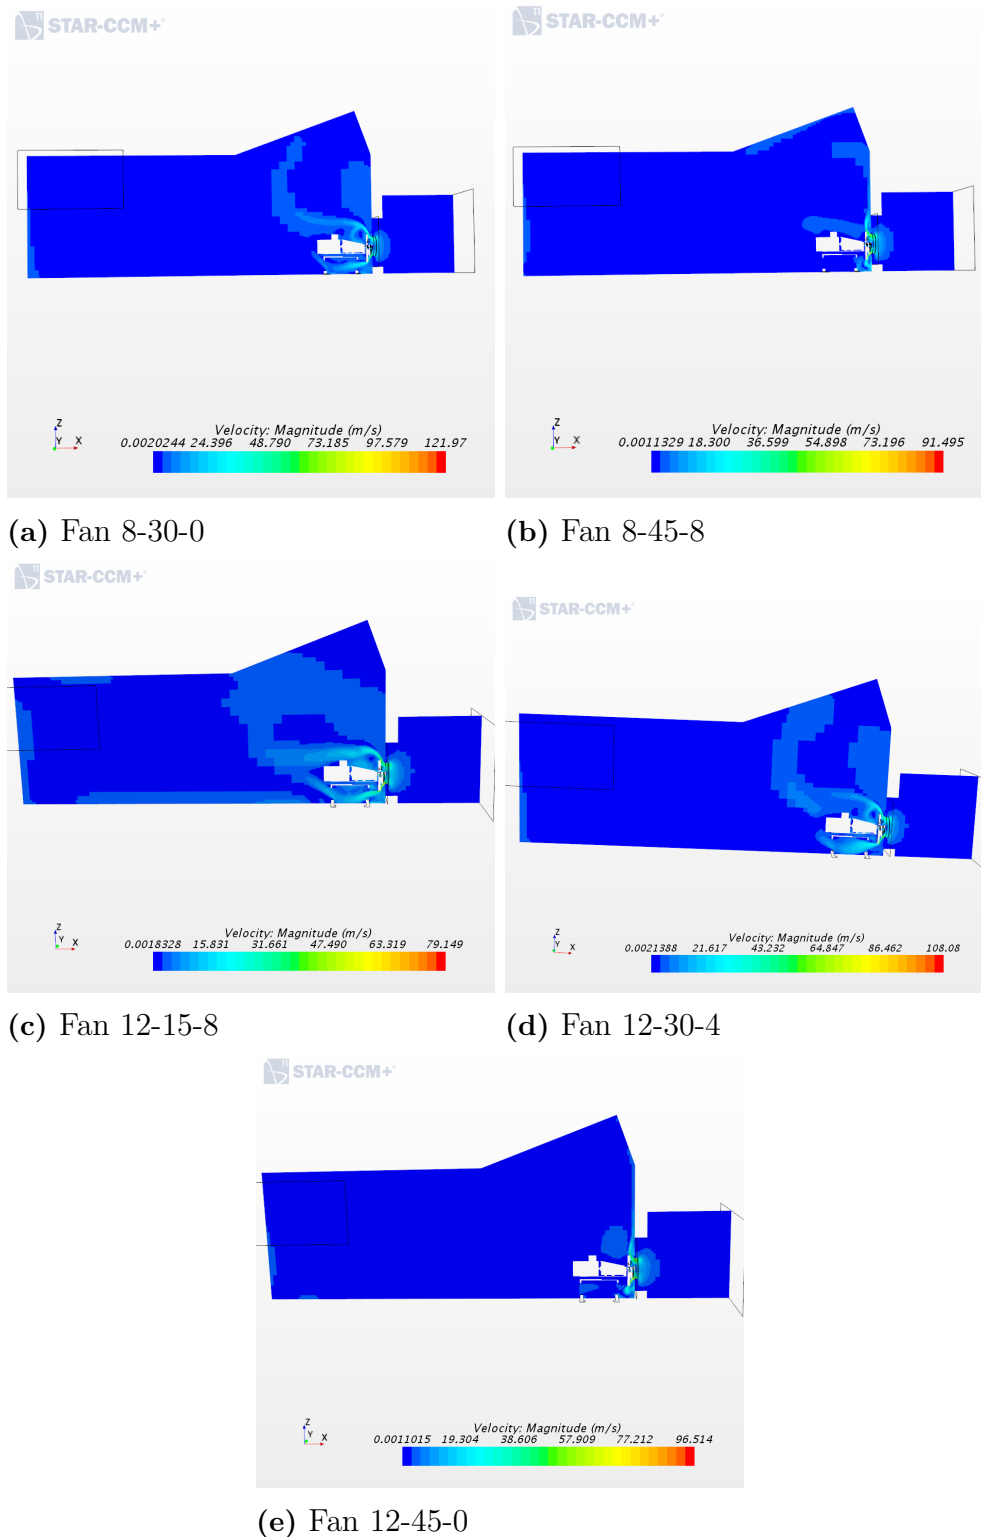 STAR-CCM+
Z
Y X
Velocity: Magnitude (m/s)
0.0020244 24.396 48.790 73.185 97.579 121.97
(a) Fan 8-30-0
STAR-CCM+
Z
Y X
Velocity: Magnitude (m/s)
0.0011329 18.300 36.599 54.898 73.196 91.495
(b) Fan 8-45-8
STAR-CCM+
Z
Y X
Velocity: Magnitude (m/s)
0.0018328 15.831 31.661 47.490 63.319 79.149
(c) Fan 12-15-8
STAR-CCM+
Z
Y X
Velocity: Magnitude (m/s)
0.0021388 21.617 43.232 64.847 86.462 108.08
(d) Fan 12-30-4
STAR-CCM+
Z
Y X
Velocity: Magnitude (m/s)
0.0011015 19.304 38.606 57.909 77.212 96.514
(e) Fan 12-45-0